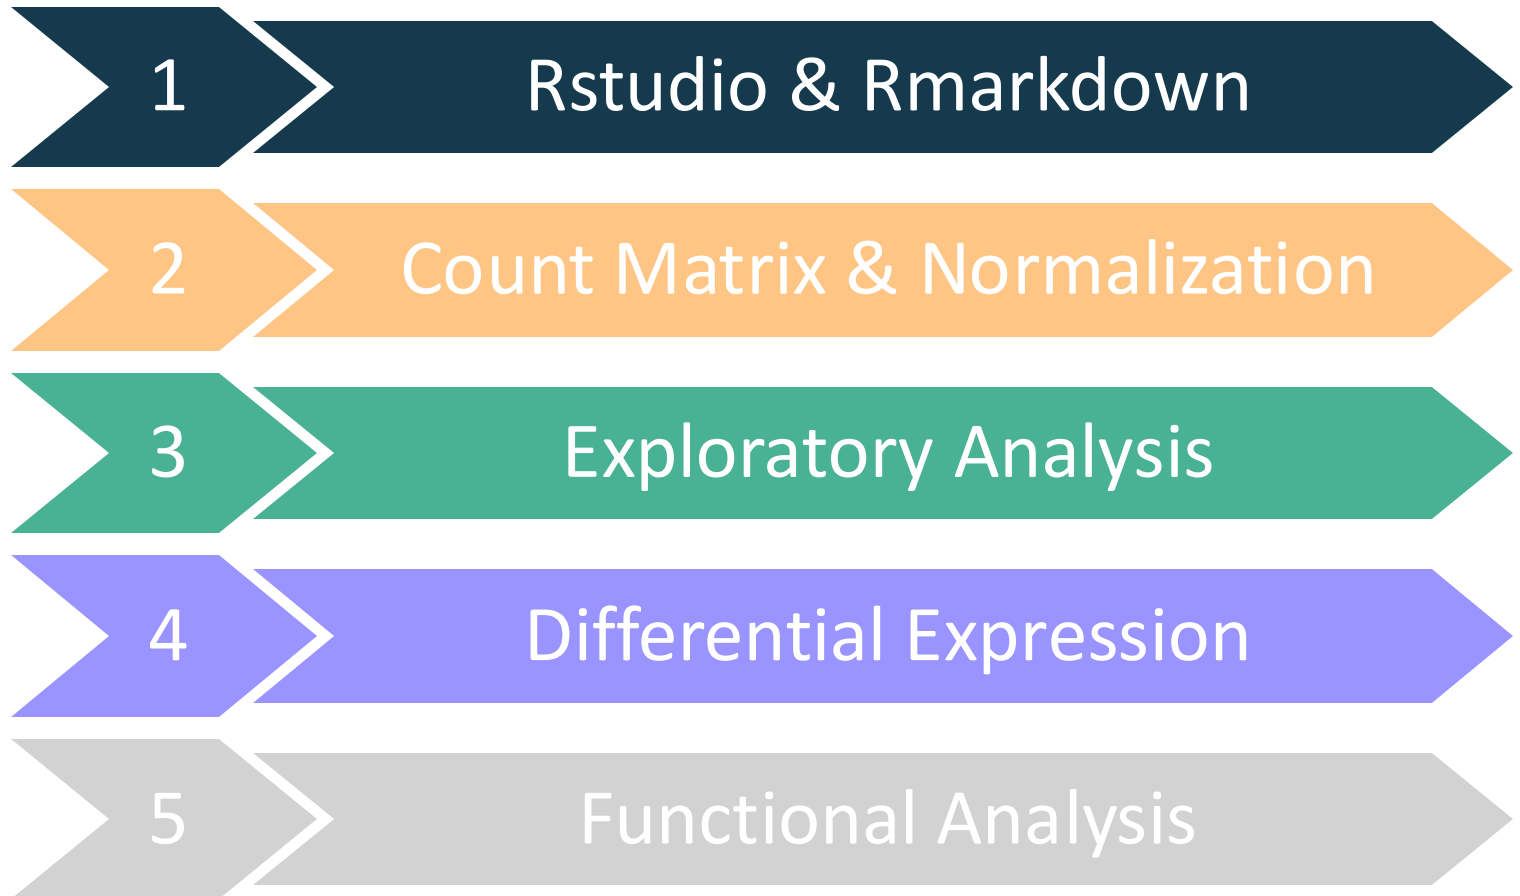 1
Rstudio & Rmarkdown
2
Count Matrix & Normalization
3
Exploratory Analysis
4
Differential Expression
5
Functional Analysis